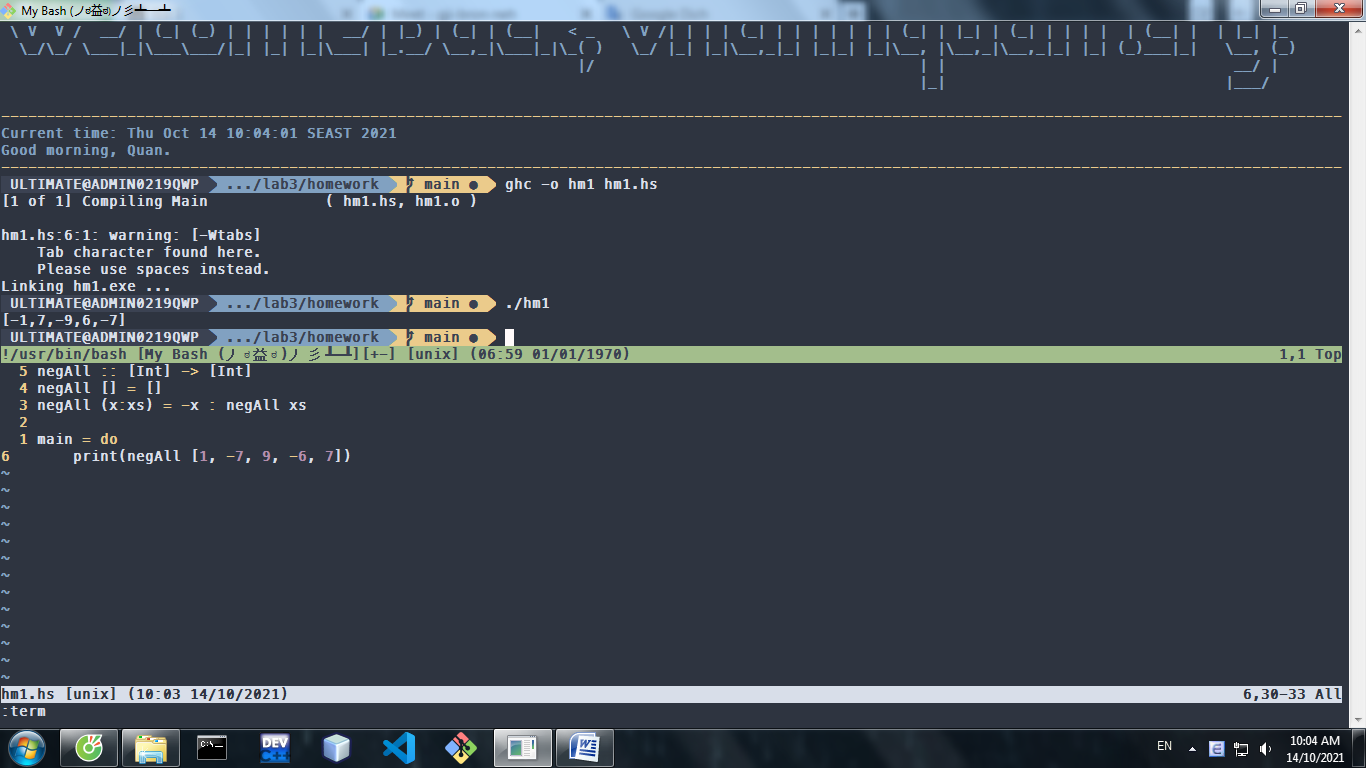 My Bash (ノಠ益ಠ)ノ彡┻━┻
Current time: Thu Oct 14 10:04:01 SEAST 2021
Good morning, Quan.
ULTIMATE@ADMIN0219QWP .../lab3/homework main ● ghc -o hm1 hm1.hs
[1 of 1] Compiling Main ( hm1.hs, hm1.o )
hm1.hs:6:1: warning: [-Wtabs]
Tab character found here.
Please use spaces instead.
Linking hm1.exe ...
ULTIMATE@ADMIN0219QWP .../lab3/homework main ● ./hm1
[-1,7,-9,6,-7]
ULTIMATE@ADMIN0219QWP .../lab3/homework main ●
!/usr/bin/bash [My Bash (ノಠ益ಠ)ノ彡┻━┻][+-] [unix] (06:59 01/01/1970) 1,1 Top
5 negAll :: [Int] -> [Int]
4 negAll [] = []
3 negAll (x:xs) = -x : negAll xs
2
1 main = do
6 print(negAll [1, -7, 9, -6, 7])
~
~
~
~
~
~
~
~
~
~
~
~
~
hm1.hs [unix] (10:03 14/10/2021) 6,30-33 All
:term
C:\_
DEV
C++
EN
10:04 AM
14/10/2021